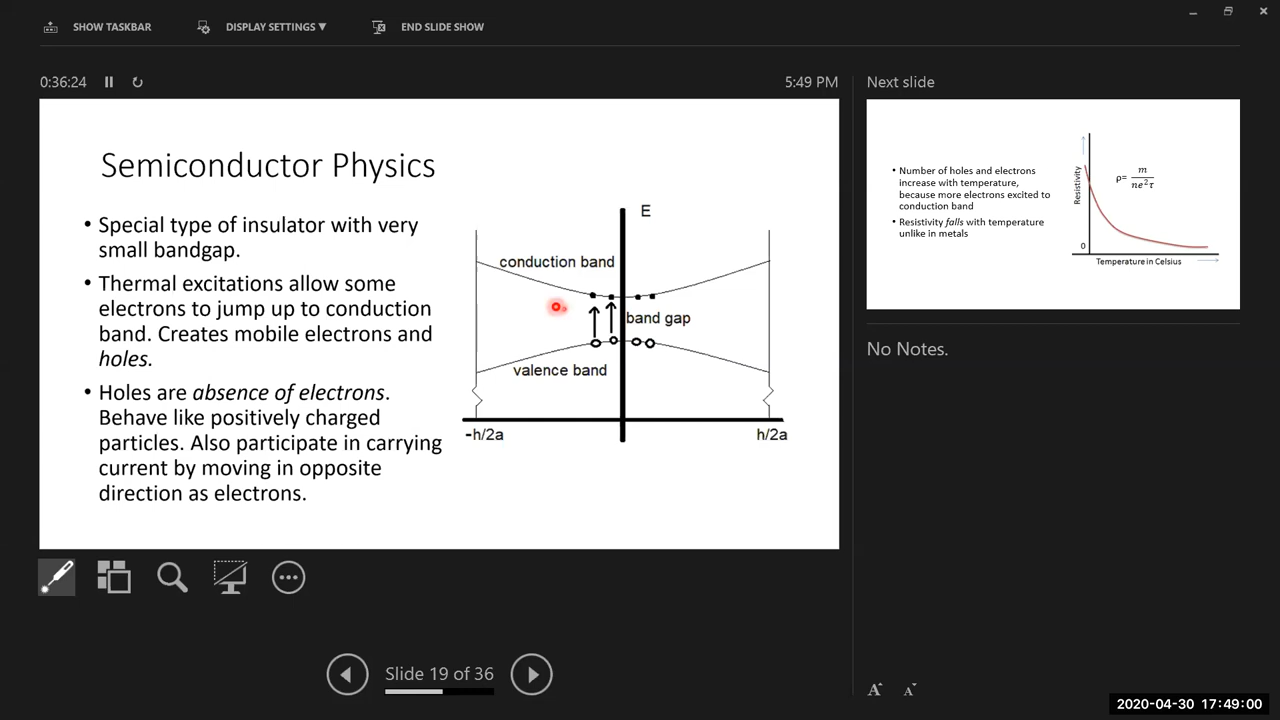 SHOW TASKBAR
DISPLAY SETTINGS ▼
END SLIDE SHOW
0:36:24
5:49 PM
Semiconductor Physics
• Special type of insulator with very
small bandgap.
• Thermal excitations allow some
electrons to jump up to conduction
band. Creates mobile electrons and
holes.
• Holes are absence of electrons.
Behave like positively charged
particles. Also participate in carrying
current by moving in opposite
direction as electrons.
E
conduction band
band gap
valence band
-h/2a
h/2a
Next slide
• Number of holes and electrons
increase with temperature,
because more electrons excited to
conduction band
• Resistivity falls with temperature
unlike in metals
Resistivity
ρ= m
ne²τ
0
Temperature in Celsius
No Notes.
Slide 19 of 36
A A
2020-04-30 17:49:00